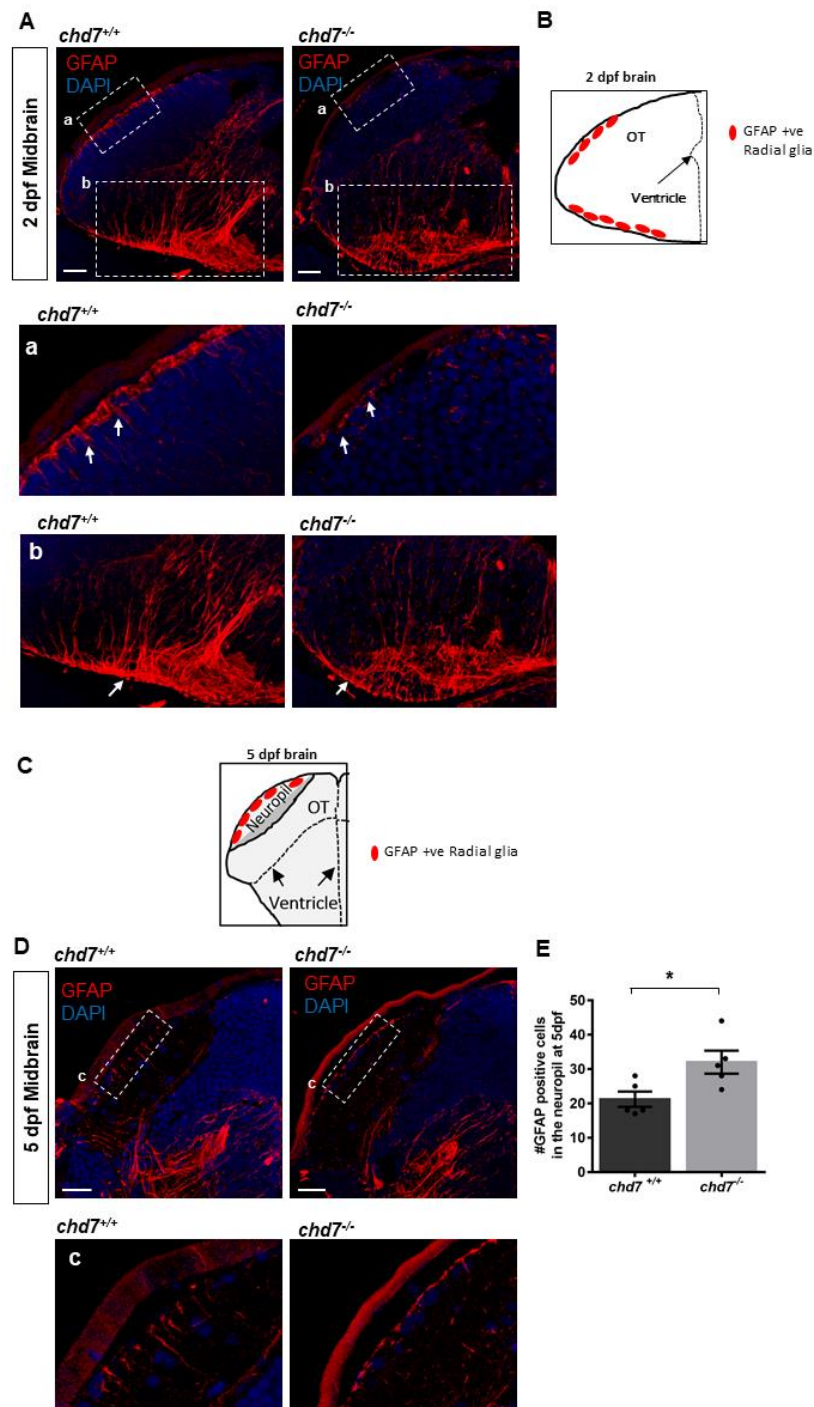 A
chd7+/+
chd7-/-
B
2 dpf Midbrain
GFAP
DAPI
a
b
GFAP
DAPI
a
b
2 dpf brain
OT
Ventricle
GFAP +ve
Radial glia
chd7+/+
chd7-/-
a
chd7+/+
chd7-/-
b
C
5 dpf brain
Neuropil
OT
Ventricle
GFAP +ve Radial glia
D
chd7+/+
chd7-/-
E
5 dpf Midbrain
GFAP
DAPI
c
GFAP
DAPI
c
*
#GFAP positive cells
in the neuropil at 5dpf
50
40
30
20
10
0
chd7 +/+
chd7-/-
chd7+/+
chd7-/-
c